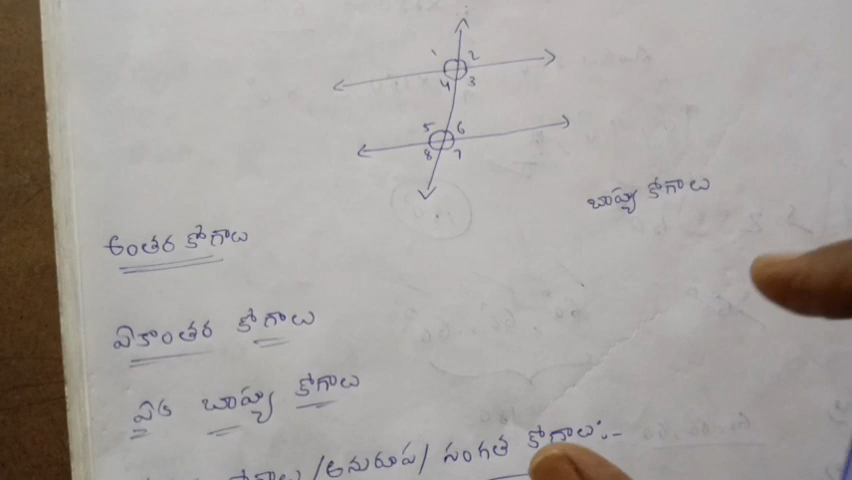 1 2
4 3
5 6
8 7
బాహ్య కోణాలు
అంతర కోణాలు
ఏకాంతర కోణాలు
ఏక బాహ్య కోణాలు
కోణాలు /అనురూప/ సంగత కోణాలు:-